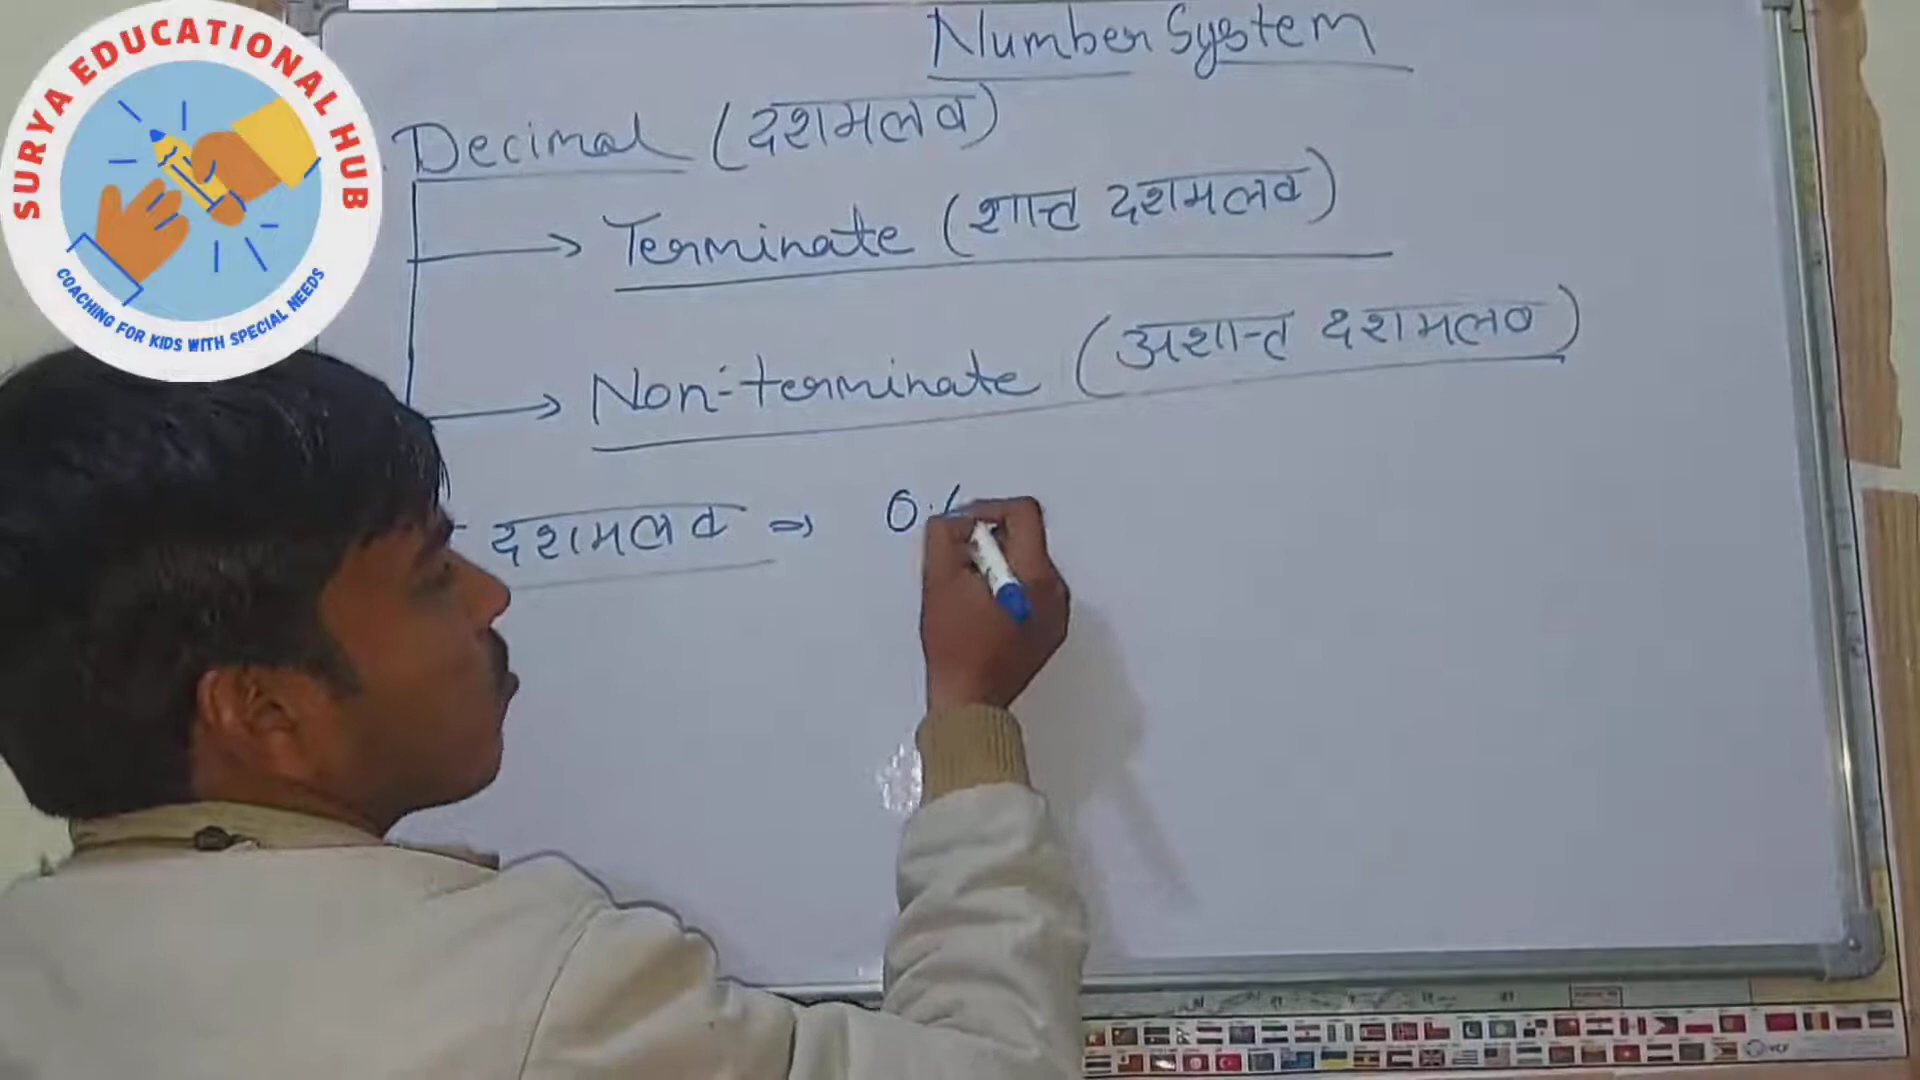 SURYA EDUCATIONAL HUB
COACHING FOR KIDS WITH SPECIAL NEEDS
Number System
Decimal (दशमलव)
Terminate (शान्त दशमलव)
Non-terminate (अशान्त दशमलव)
दशमलव ⇒ 0.